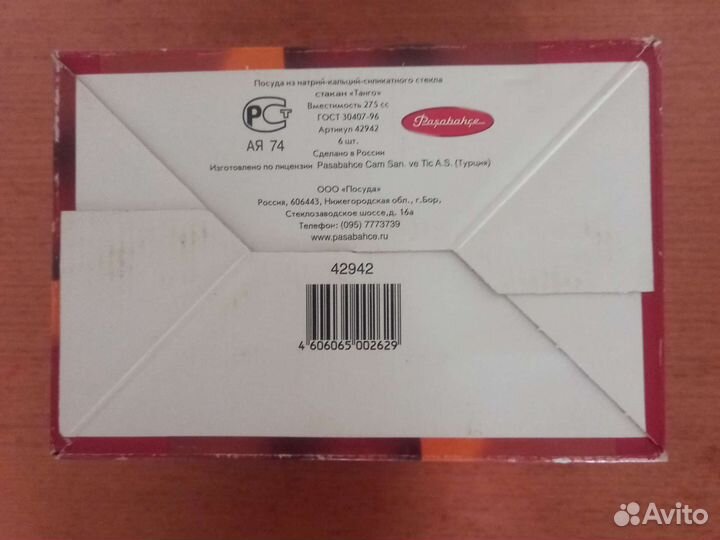 Посуда из натрий-кальций-силикатного стекла
стакан «Танго»
Вместимость 275 сс
ГОСТ 30407-96
Артикул 42942
6 шт.
Сделано в России
Изготовлено по лицензии Pasabahce Cam San. ve Tic A.S. (Турция)
РСТ
АЯ 74
Paşabahçe
ООО «Посуда»
Россия, 606443, Нижегородская обл., г.Бор,
Стеклозаводское шоссе,д. 16а
Телефон: (095) 7773739
www.pasabahce.ru
42942
4 606065 002629
Avito